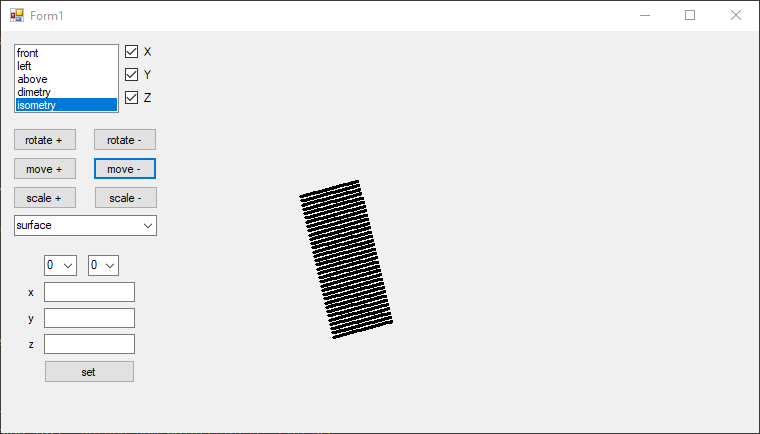 Form1
front
left
above
dimetry
isometry
X
Y
Z
rotate +
rotate -
move +
move -
scale +
scale -
surface
0
0
x
y
z
set